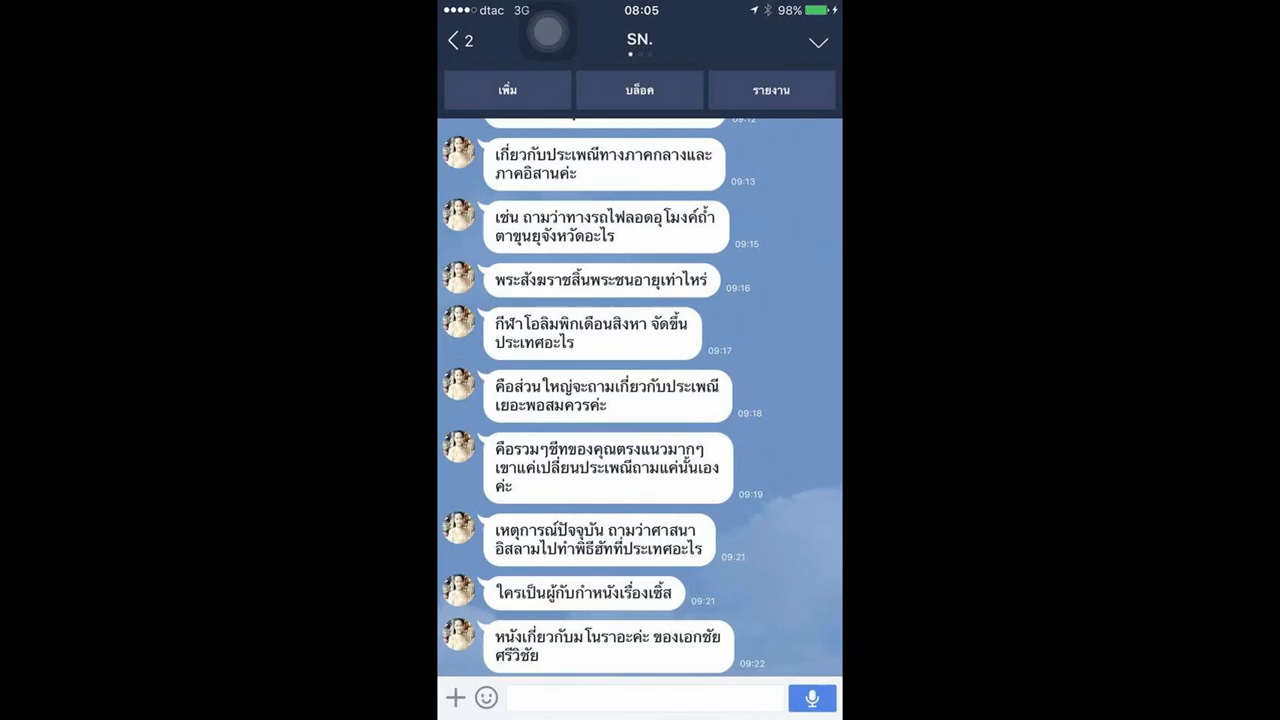 dtac 3G 08:05 98%
2 SN.
เพิ่ม บล็อค รายงาน
09:12
เกี่ยวกับประเพณีทางภาคกลางและ
ภาคอิสานค่ะ
09:13
เช่น ถามว่าทางรถไฟลอดอุโมงค์ถ้ำ
ตาขุนยุจังหวัดอะไร
09:15
พระสังฆราชสิ้นพระชนอายุเท่าไหร่
09:16
กีฬาโอลิมพิกเดือนสิงหา จัดขึ้น
ประเทศอะไร
09:17
คือส่วนใหญ่จะถามเกี่ยวกับประเพณี
เยอะพอสมควรค่ะ
09:18
คือรวมๆชีทของคุณตรงแนวมากๆ
เขาแค่เปลี่ยนประเพณีถามแค่นั้นเอง
ค่ะ
09:19
เหตุการณ์ปัจจุบัน ถามว่าศาสนา
อิสลามไปทำพิธีฮัทที่ประเทศอะไร
09:21
ใครเป็นผู้กับกำหนังเรื่องเซิ้ส
09:21
หนังเกี่ยวกับมโนราอะค่ะ ของเอกชัย
ศรีวิชัย
09:22